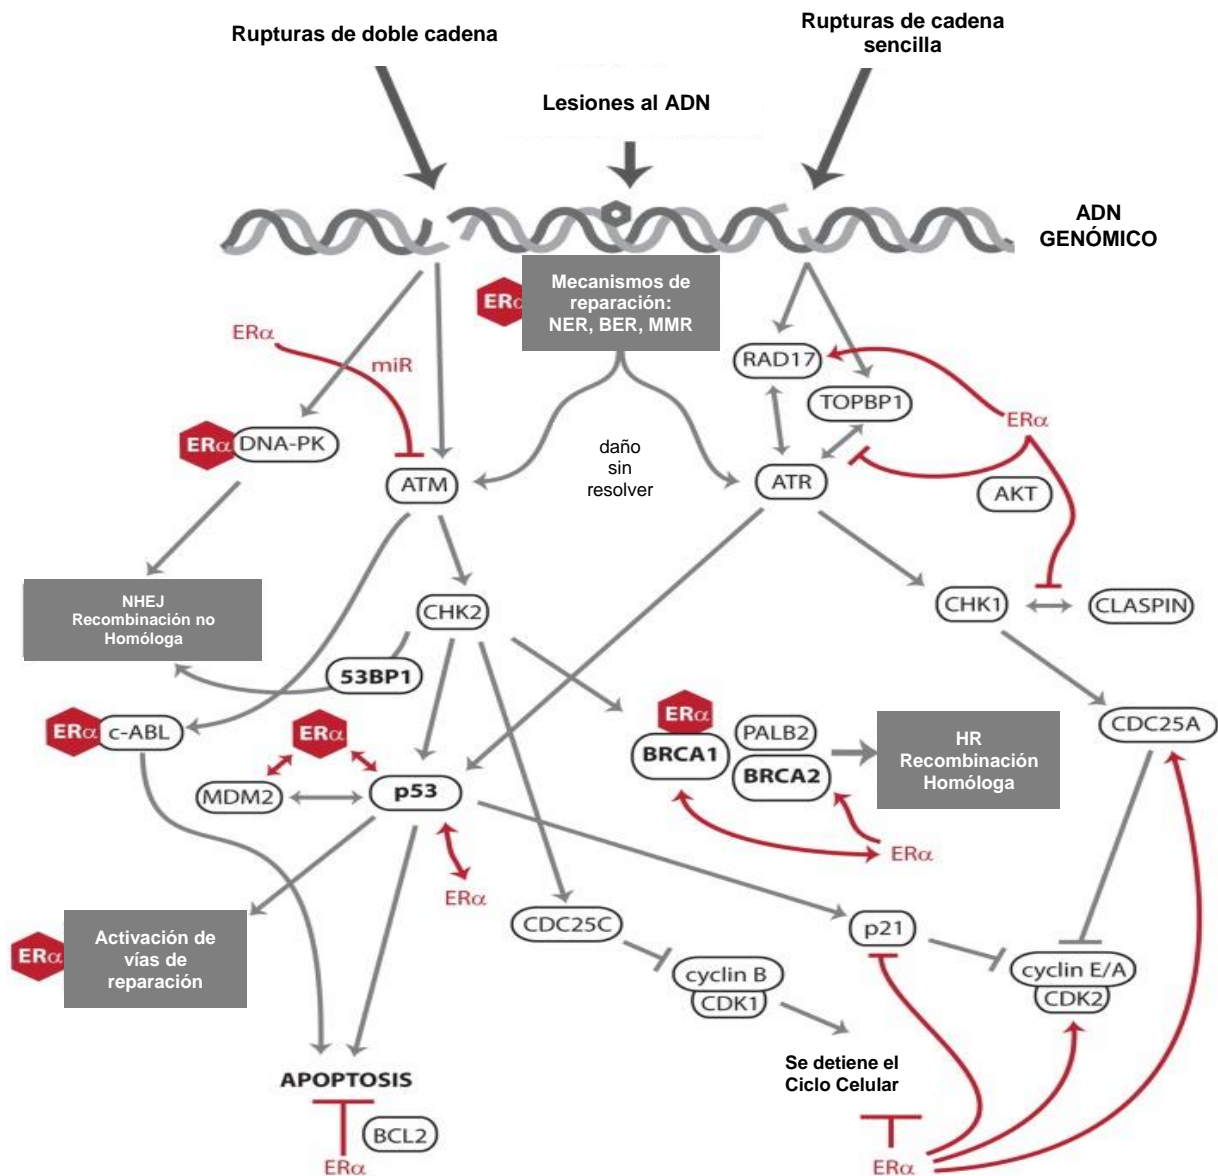 Rupturas de doble cadena
Rupturas de cadena
sencilla
Lesiones al ADN
ADN
GENÓMICO
ERα
Mecanismos de
reparación:
NER, BER, MMR
ERα
miR
RAD17
TOPBP1
ERα
ERα
DNA-PK
daño
sin
resolver
ATM
ATR
AKT
NHEJ
Recombinación no
Homóloga
CHK2
CHK1
CLASPIN
53BP1
ERα
c-ABL
ERα
ERα
BRCA1
PALB2
BRCA2
HR
Recombinación
Homóloga
CDC25A
MDM2
p53
ERα
ERα
ERα
Activación de
vías de
reparación
CDC25C
p21
cyclin B
CDK1
cyclin E/A
CDK2
Se detiene el
Ciclo Celular
APOPTOSIS
BCL2
ERα
ERα